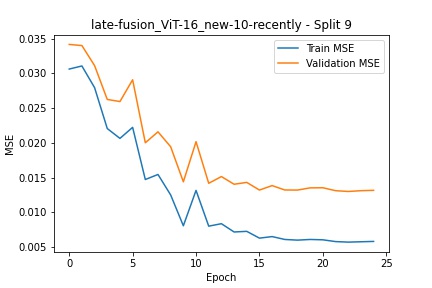 late-fusion_ViT-16_new-10-recently - Split 9
Train MSE
Validation MSE
0.035
0.030
0.025
0.020
0.015
0.010
0.005
MSE
0 5 10 15 20 25
Epoch